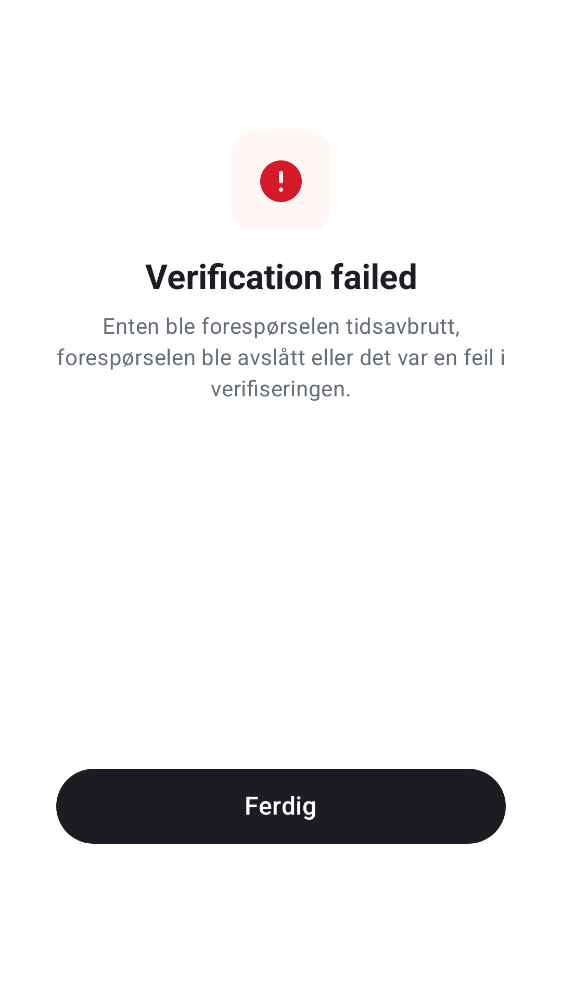 Verification failed
Enten ble forespørselen tidsavbrutt,
forespørselen ble avslått eller det var en feil i
verifiseringen.
Ferdig